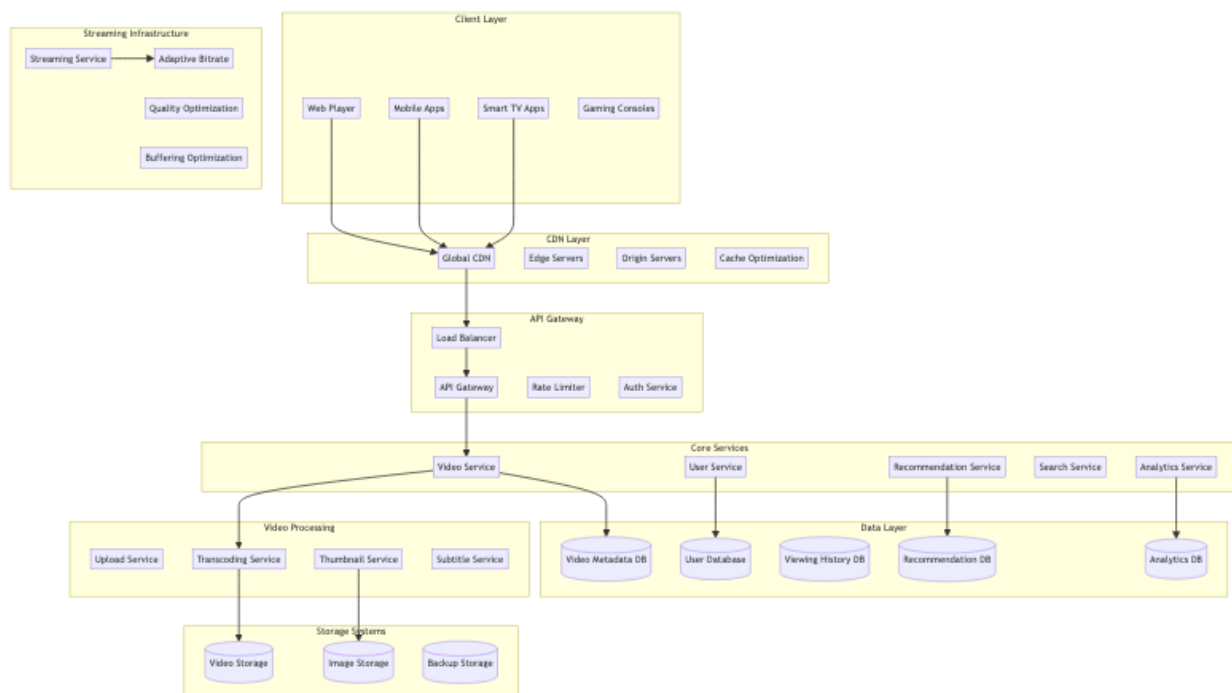 Streaming Infrastructure
Streaming Service
Adaptive Bitrate
Quality Optimization
Buffering Optimization
Client Layer
Web Player
Mobile Apps
Smart TV Apps
Gaming Consoles
CDN Layer
Global CDN
Edge Servers
Origin Servers
Cache Optimization
API Gateway
Load Balancer
API Gateway
Rate Limiter
Auth Service
Core Services
Video Service
User Service
Recommendation Service
Search Service
Analytics Service
Video Processing
Upload Service
Transcoding Service
Thumbnail Service
Subtitle Service
Data Layer
Video Metadata DB
User Database
Viewing History DB
Recommendation DB
Analytics DB
Storage Systems
Video Storage
Image Storage
Backup Storage